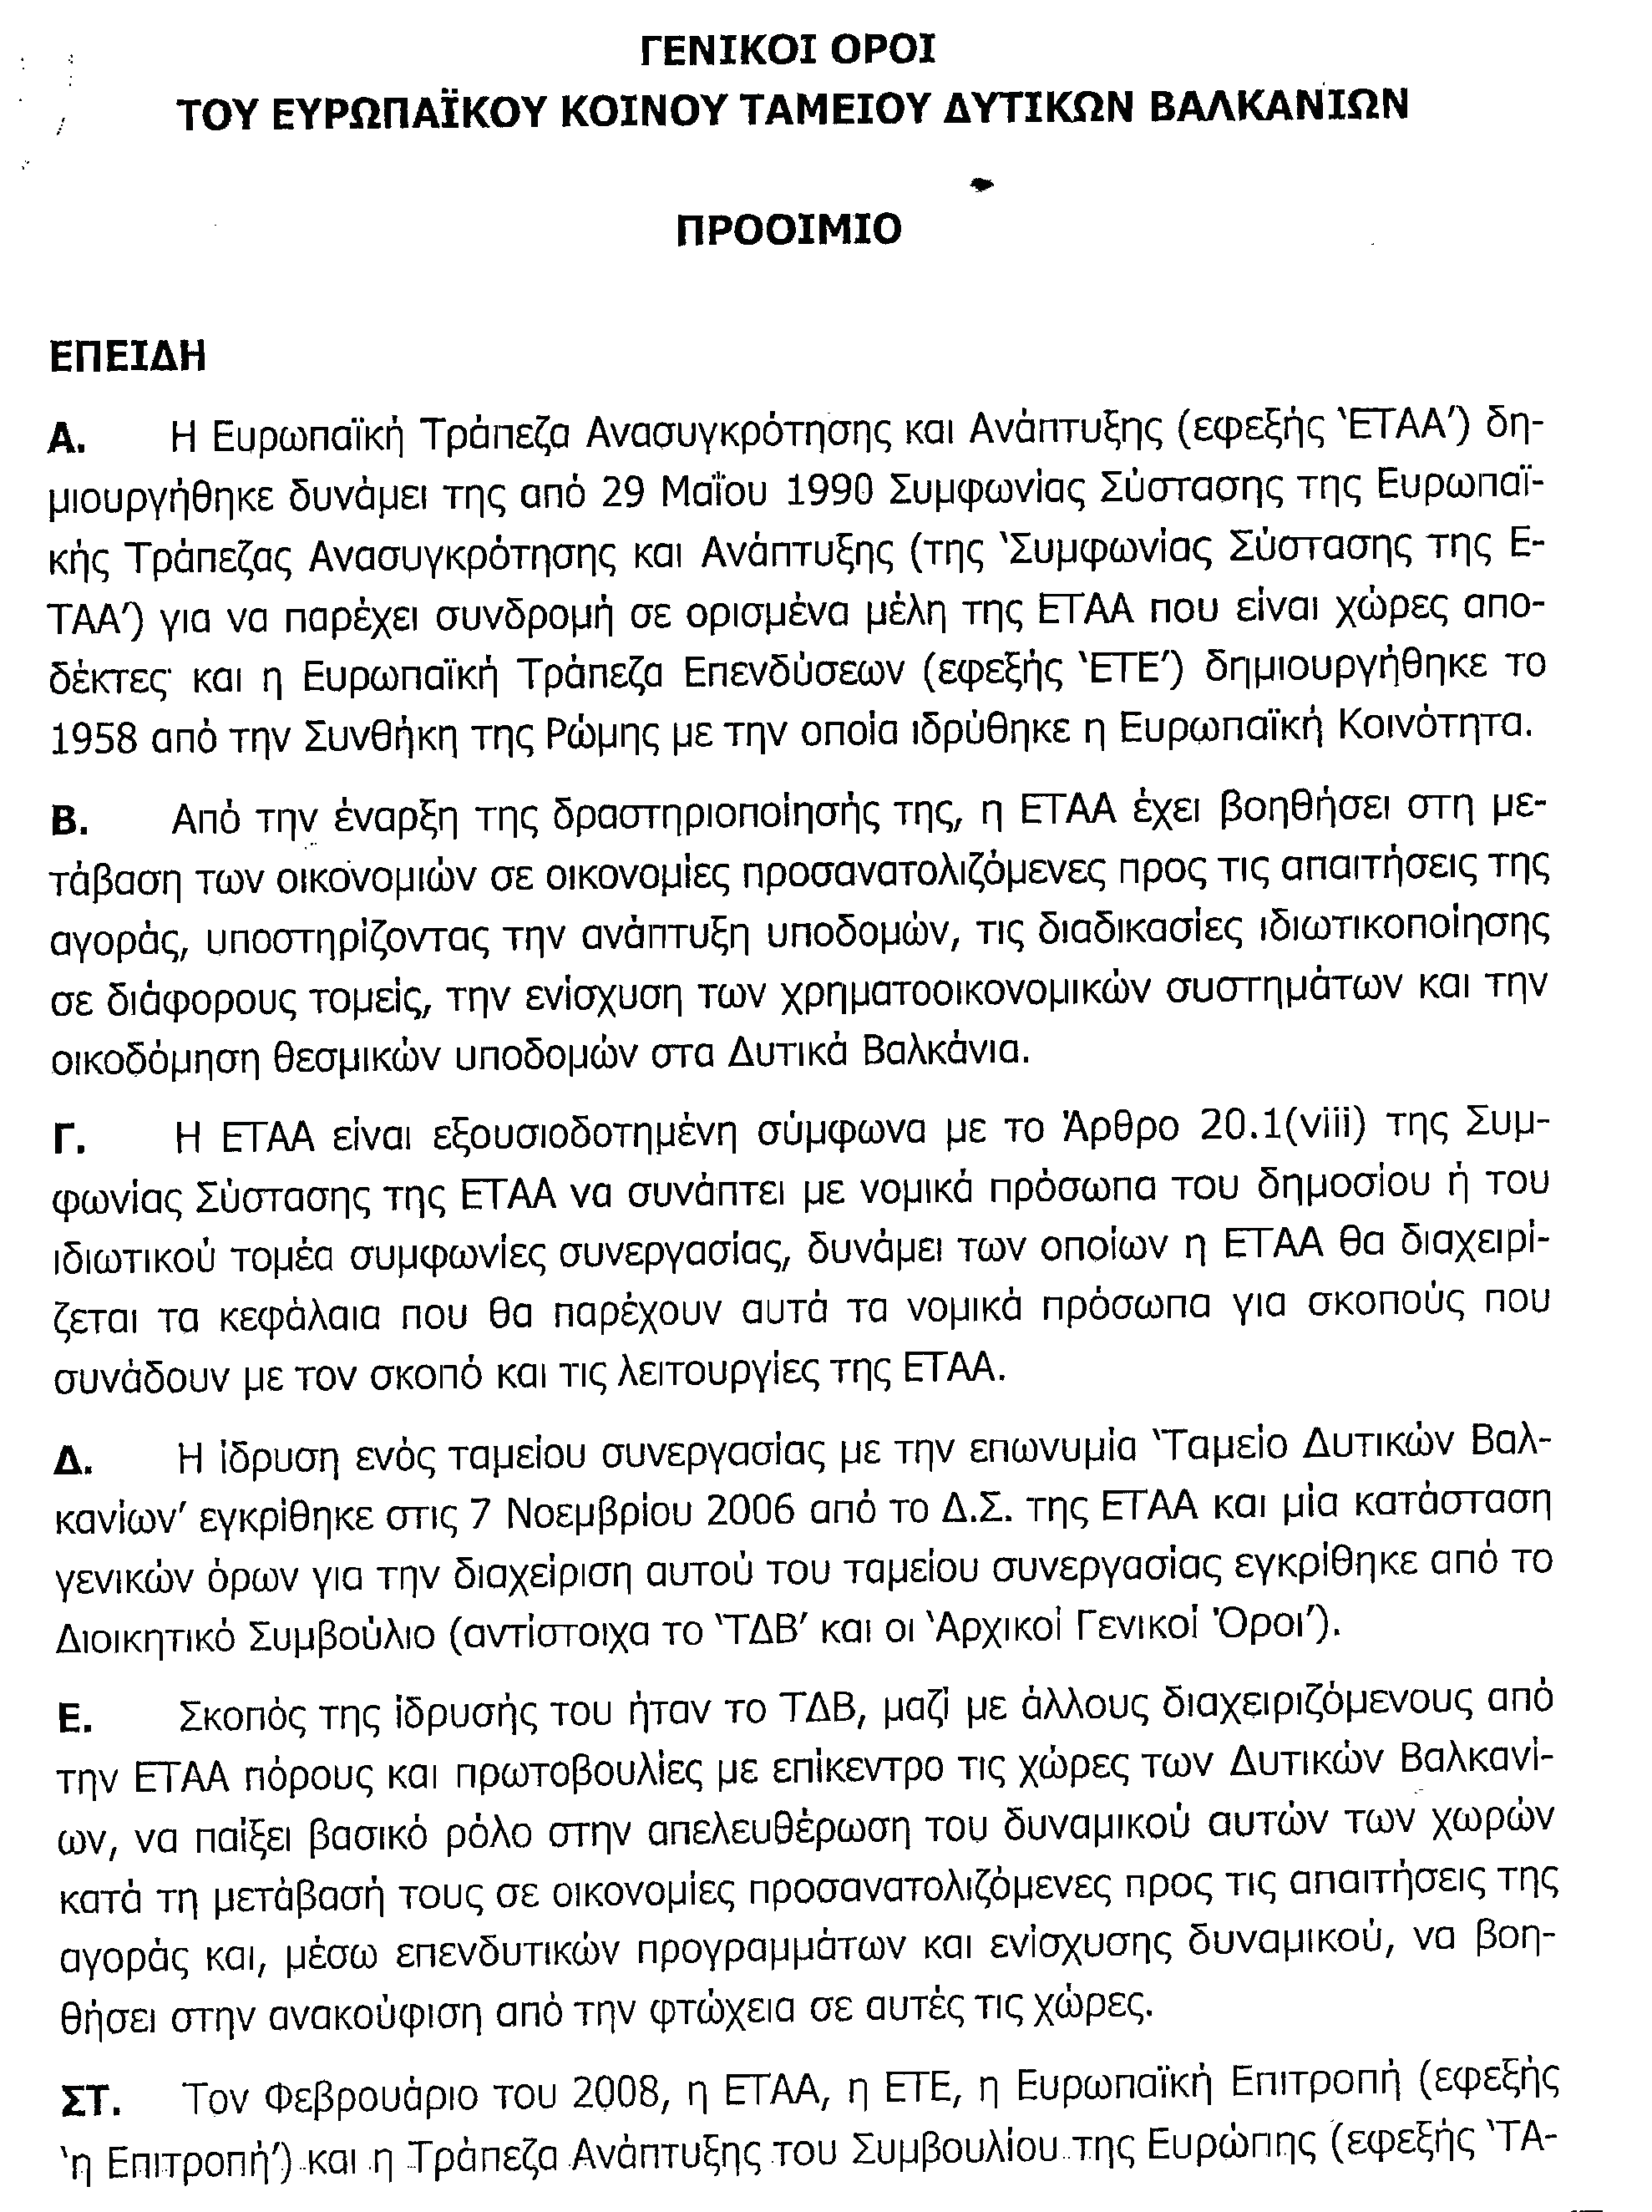 ΓΕΝΙΚΟΙ ΟΡΟΙ
ΤΟΥ ΕΥΡΩΠΑΪΚΟΥ ΚΟΙΝΟΥ ΤΑΜΕΙΟΥ ΔΥΤΙΚΩΝ ΒΑΛΚΑΝΙΩΝ
ΠΡΟΟΙΜΙΟ
ΕΠΕΙΔΗ
Α. Η Ευρωπαϊκή Τράπεζα Ανασυγκρότησης και Ανάπτυξης (εφεξής ‘ΕΤΑΑ’) δη-
μιουργήθηκε δυνάμει της από 29 Μαΐου 1990 Συμφωνίας Σύστασης της Ευρωπαϊ-
κής Τράπεζας Ανασυγκρότησης και Ανάπτυξης (της ‘Συμφωνίας Σύστασης της Ε-
ΤΑΑ’) για να παρέχει συνδρομή σε ορισμένα μέλη της ΕΤΑΑ που είναι χώρες απο-
δέκτες· και η Ευρωπαϊκή Τράπεζα Επενδύσεων (εφεξής ‘ΕΤΕ’) δημιουργήθηκε το
1958 από την Συνθήκη της Ρώμης με την οποία ιδρύθηκε η Ευρωπαϊκή Κοινότητα.
Β. Από την έναρξη της δραστηριοποίησής της, η ΕΤΑΑ έχει βοηθήσει στη με-
τάβαση των οικονομιών σε οικονομίες προσανατολιζόμενες προς τις απαιτήσεις της
αγοράς, υποστηρίζοντας την ανάπτυξη υποδομών, τις διαδικασίες ιδιωτικοποίησης
σε διάφορους τομείς, την ενίσχυση των χρηματοοικονομικών συστημάτων και την
οικοδόμηση θεσμικών υποδομών στα Δυτικά Βαλκάνια.
Γ. Η ΕΤΑΑ είναι εξουσιοδοτημένη σύμφωνα με το Άρθρο 20.1(viii) της Συμ-
φωνίας Σύστασης της ΕΤΑΑ να συνάπτει με νομικά πρόσωπα του δημοσίου ή του
ιδιωτικού τομέα συμφωνίες συνεργασίας, δυνάμει των οποίων η ΕΤΑΑ θα διαχειρί-
ζεται τα κεφάλαια που θα παρέχουν αυτά τα νομικά πρόσωπα για σκοπούς που
συνάδουν με τον σκοπό και τις λειτουργίες της ΕΤΑΑ.
Δ. Η ίδρυση ενός ταμείου συνεργασίας με την επωνυμία ‘Ταμείο Δυτικών Βαλ-
κανίων’ εγκρίθηκε στις 7 Νοεμβρίου 2006 από το Δ.Σ. της ΕΤΑΑ και μία κατάσταση
γενικών όρων για την διαχείριση αυτού του ταμείου συνεργασίας εγκρίθηκε από το
Διοικητικό Συμβούλιο (αντίστοιχα το ‘ΤΔΒ’ και οι ‘Αρχικοί Γενικοί Όροι’).
Ε. Σκοπός της ίδρυσής του ήταν το ΤΔΒ, μαζί με άλλους διαχειριζόμενους από
την ΕΤΑΑ πόρους και πρωτοβουλίες με επίκεντρο τις χώρες των Δυτικών Βαλκανί-
ων, να παίξει βασικό ρόλο στην απελευθέρωση του δυναμικού αυτών των χωρών
κατά τη μετάβασή τους σε οικονομίες προσανατολιζόμενες προς τις απαιτήσεις της
αγοράς και, μέσω επενδυτικών προγραμμάτων και ενίσχυσης δυναμικού, να βοη-
θήσει στην ανακούφιση από την φτώχεια σε αυτές τις χώρες.
ΣΤ. Τον Φεβρουάριο του 2008, η ΕΤΑΑ, η ΕΤΕ, η Ευρωπαϊκή Επιτροπή (εφεξής
‘η Επιτροπή’) και η Τράπεζα Ανάπτυξης του Συμβουλίου της Ευρώπης (εφεξής ‘ΤΑ-